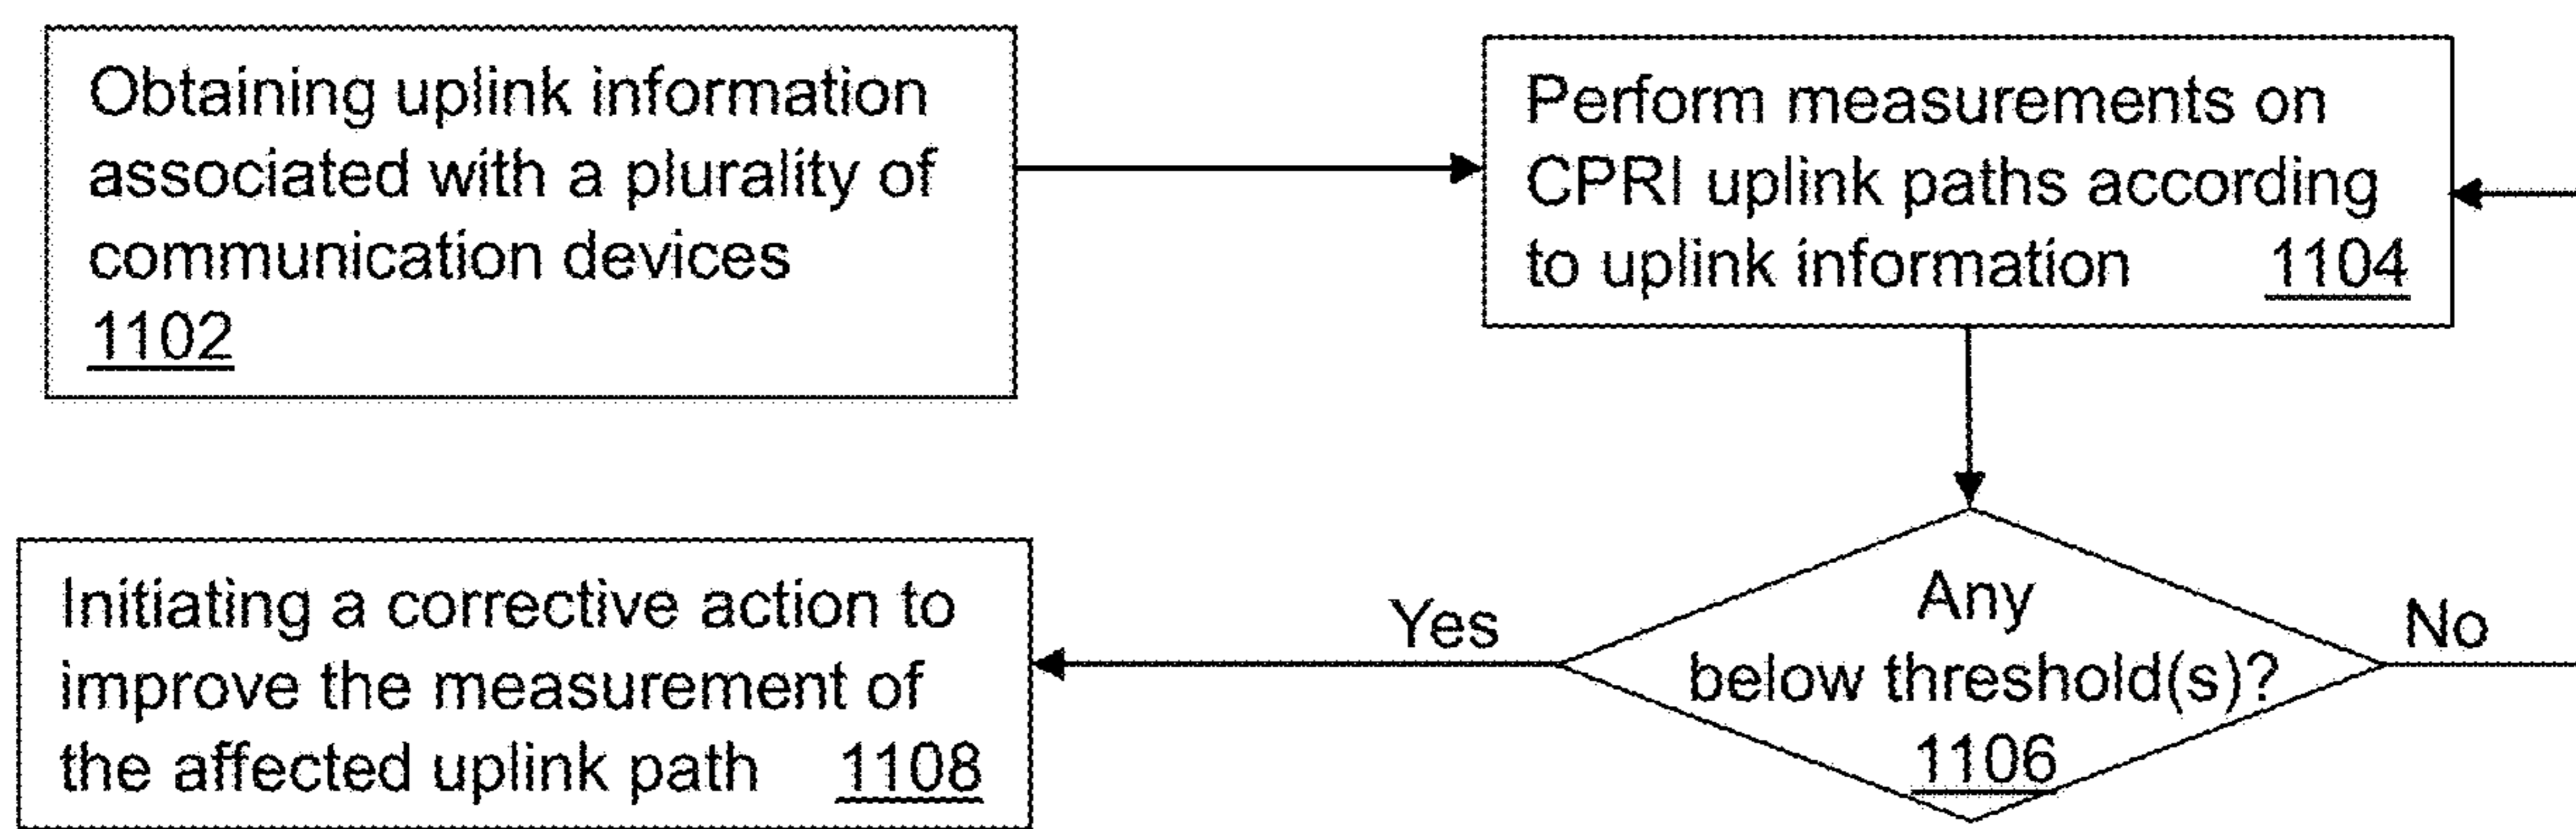 Obtaining uplink information
associated with a plurality of
communication devices
1102
Perform measurements on
CPRI uplink paths according
to uplink information 1104
Any
below threshold(s)?
1106
Yes
No
Initiating a corrective action to
improve the measurement of
the affected uplink path 1108